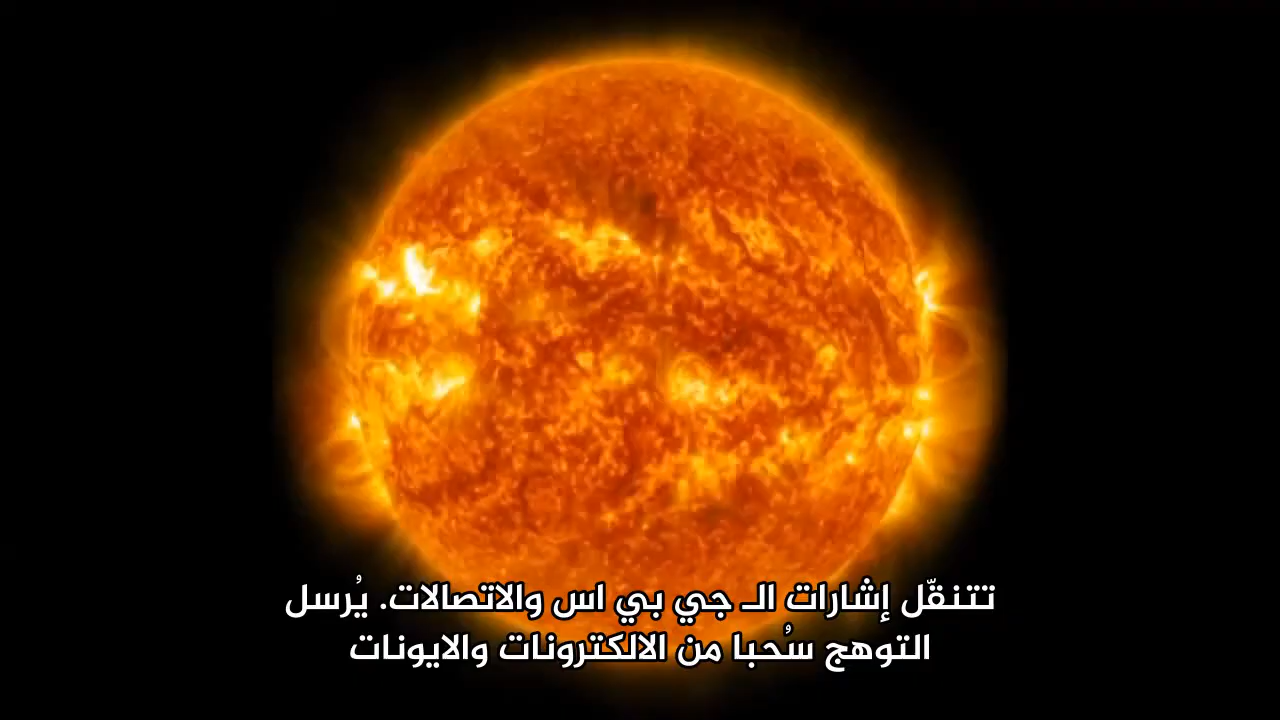 تتنقّل إشارات الـ جي بي اس والاتصالات. يُرسل
التوهج سُحبا من الالكترونات والايونات